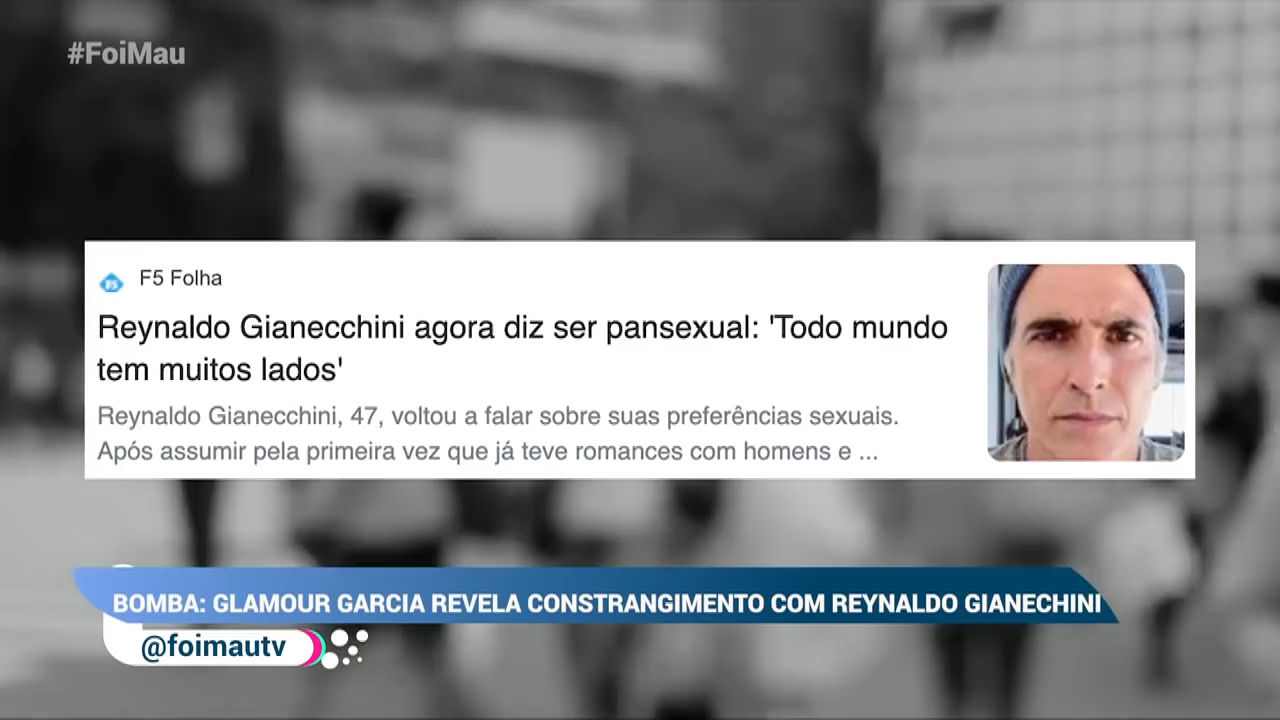 #FoiMau
F5 Folha
Reynaldo Gianecchini agora diz ser pansexual: 'Todo mundo
tem muitos lados'
Reynaldo Gianecchini, 47, voltou a falar sobre suas preferências sexuais.
Após assumir pela primeira vez que já teve romances com homens e ...
BOMBA: GLAMOUR GARCIA REVELA CONSTRANGIMENTO COM REYNALDO GIANECHINI
@foimautv